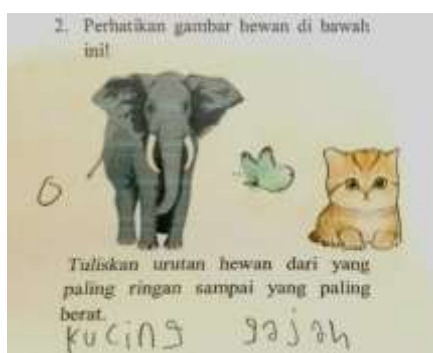 2. Perhatikan gambar hewan di bawah
ini!
0
Tuliskan urutan hewan dari yang
paling ringan sampai yang paling
berat.
kucing gajah